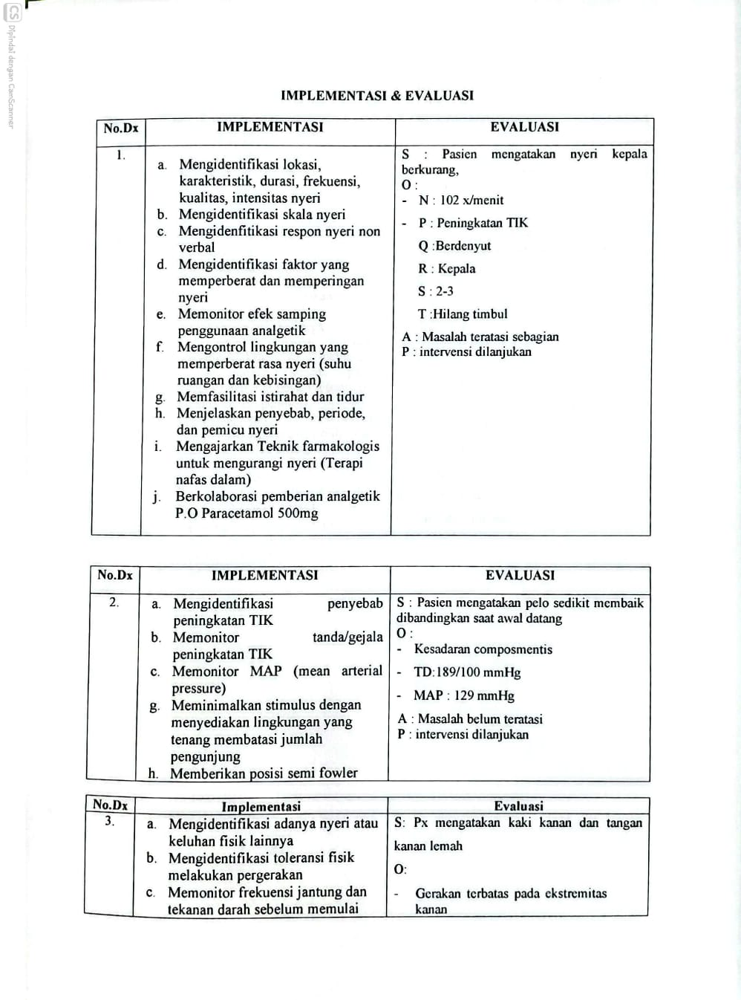 CS Dipindai dengan CamScanner
IMPLEMENTASI & EVALUASI
No.Dx IMPLEMENTASI EVALUASI
1.
a. Mengidentifikasi lokasi,
karakteristik, durasi, frekuensi,
kualitas, intensitas nyeri
b. Mengidentifikasi skala nyeri
c. Mengidenfitikasi respon nyeri non
verbal
d. Mengidentifikasi faktor yang
memperberat dan memperingan
nyeri
e. Memonitor efek samping
penggunaan analgetik
f. Mengontrol lingkungan yang
memperberat rasa nyeri (suhu
ruangan dan kebisingan)
g. Memfasilitasi istirahat dan tidur
h. Menjelaskan penyebab, periode,
dan pemicu nyeri
i. Mengajarkan Teknik farmakologis
untuk mengurangi nyeri (Terapi
nafas dalam)
j. Berkolaborasi pemberian analgetik
P.O Paracetamol 500mg
S : Pasien mengatakan nyeri kepala
berkurang,
O :
- N : 102 x/menit
- P : Peningkatan TIK
Q :Berdenyut
R : Kepala
S : 2-3
T :Hilang timbul
A : Masalah teratasi sebagian
P : intervensi dilanjukan
No.Dx IMPLEMENTASI EVALUASI
2.
a. Mengidentifikasi penyebab
peningkatan TIK
b. Memonitor tanda/gejala
peningkatan TIK
c. Memonitor MAP (mean arterial
pressure)
g. Meminimalkan stimulus dengan
menyediakan lingkungan yang
tenang membatasi jumlah
pengunjung
h. Memberikan posisi semi fowler
S : Pasien mengatakan pelo sedikit membaik
dibandingkan saat awal datang
O :
- Kesadaran composmentis
- TD:189/100 mmHg
- MAP : 129 mmHg
A : Masalah belum teratasi
P : intervensi dilanjukan
No.Dx Implementasi Evaluasi
3.
a. Mengidentifikasi adanya nyeri atau
keluhan fisik lainnya
b. Mengidentifikasi toleransi fisik
melakukan pergerakan
c. Memonitor frekuensi jantung dan
tekanan darah sebelum memulai
S: Px mengatakan kaki kanan dan tangan
kanan lemah
O:
- Gerakan terbatas pada ekstremitas
kanan